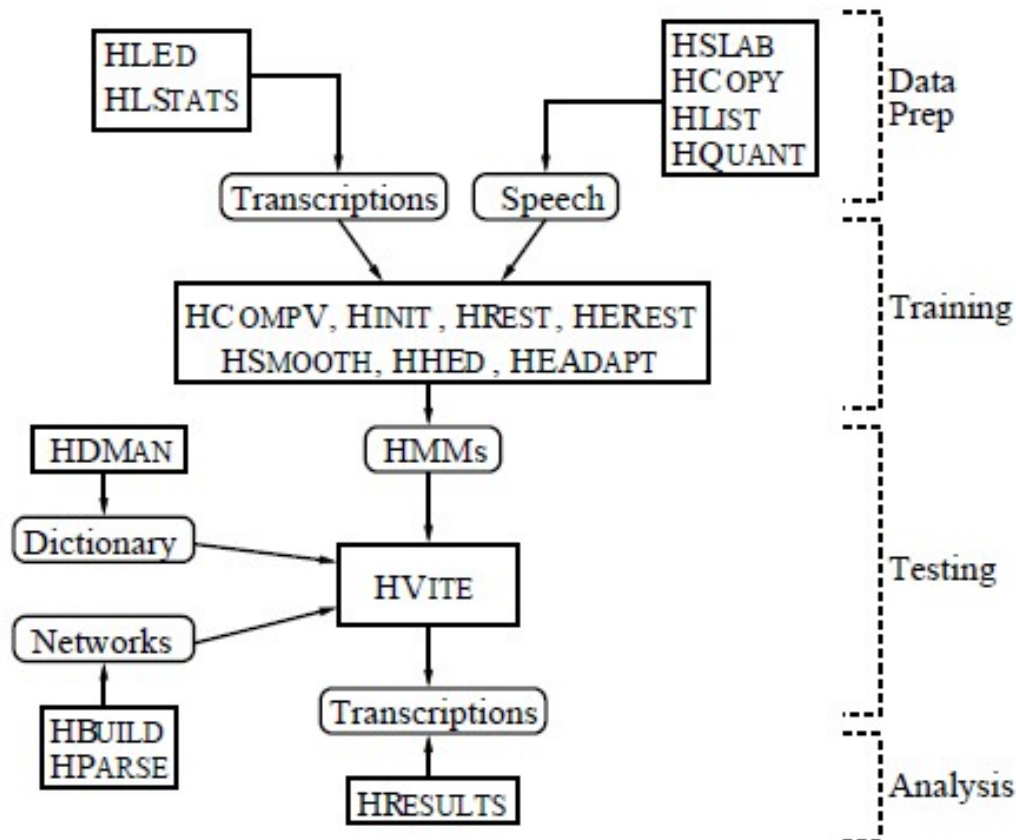 HLED
HLSTATS
HSLAB
HCOPY
HLIST
HQUANT
Data
Prep
Transcriptions
Speech
HCOMPV, HINIT, HREST, HEREST
HSMOOTH, HHED, HEADAPT
Training
HDMAN
HMMs
Dictionary
HVITE
Testing
Networks
Transcriptions
HBUILD
HPARSE
HRESULTS
Analysis